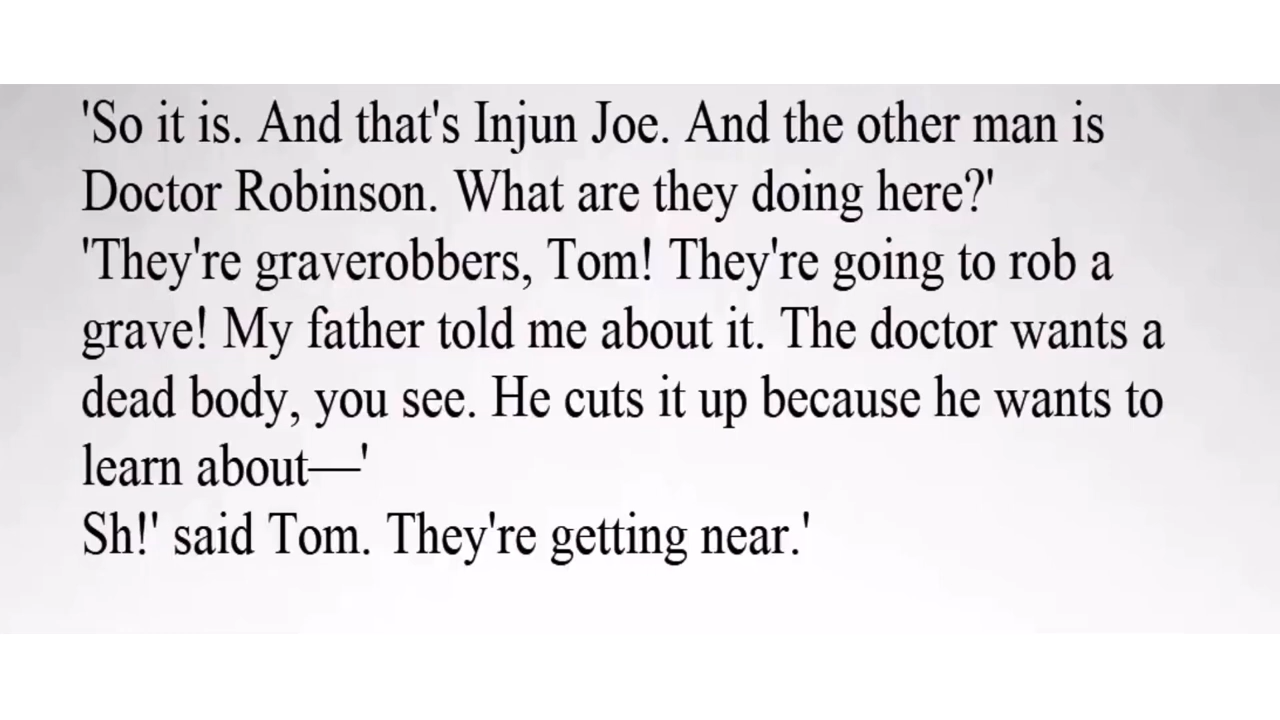 'So it is. And that's Injun Joe. And the other man is
Doctor Robinson. What are they doing here?'
'They're graverobbers, Tom! They're going to rob a
grave! My father told me about it. The doctor wants a
dead body, you see. He cuts it up because he wants to
learn about—'
Sh!' said Tom. They're getting near.'